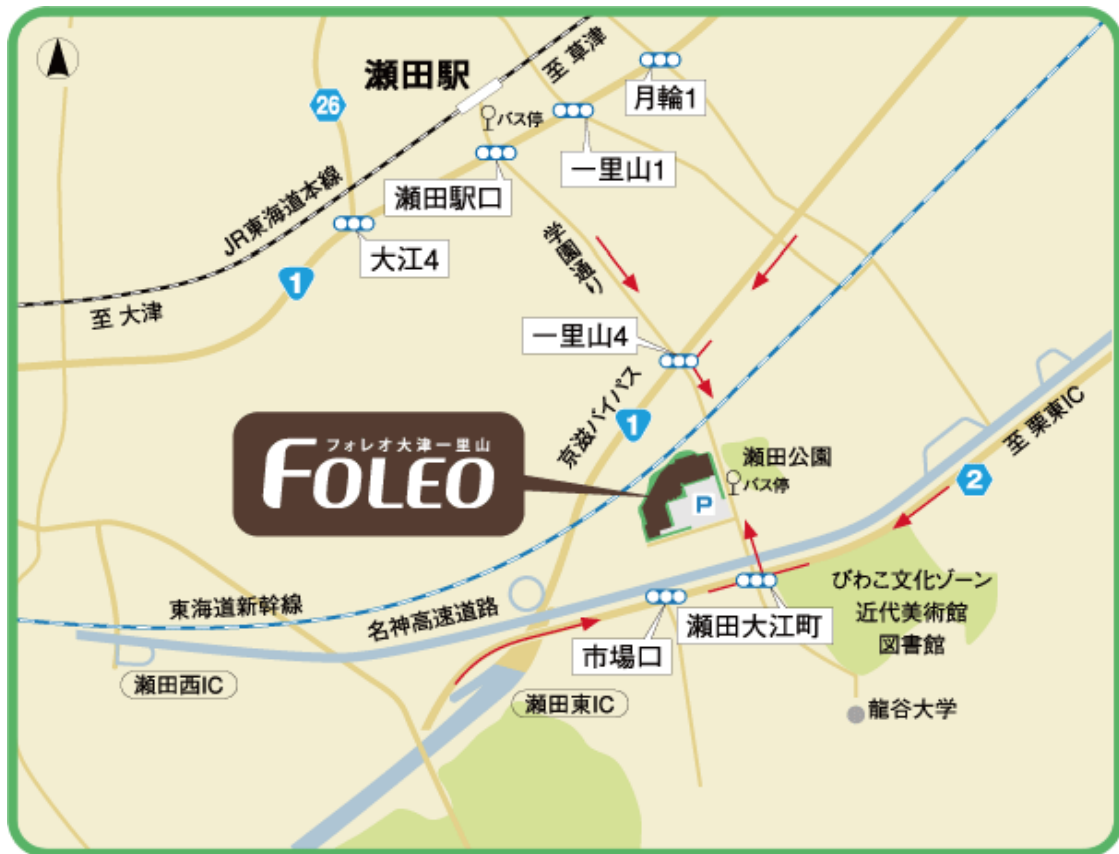 瀬田駅
至 草津
月輪1
26
バス停
一里山1
瀬田駅口
JR東海道本線
大江4
学園通り
1
至 大津
一里山4
京滋バイパス
1
フォレオ大津一里山
FOLEO
瀬田公園
バス停
P
至 栗東IC
2
東海道新幹線
名神高速道路
びわこ文化ゾーン
近代美術館
図書館
瀬田大江町
市場口
瀬田西IC
瀬田東IC
龍谷大学